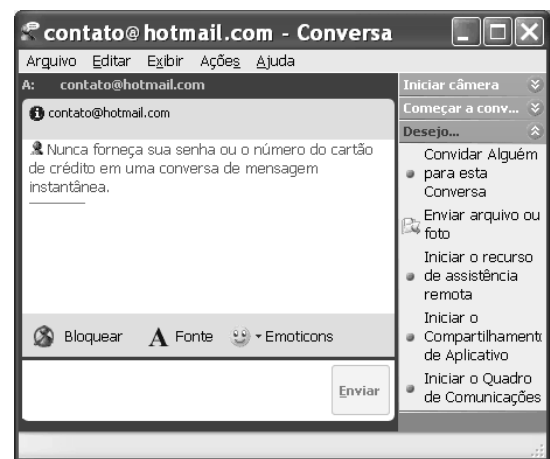 contato@hotmail.com - Conversa
Arquivo Editar Exibir Ações Ajuda
A: contato@hotmail.com
contato@hotmail.com
Nunca forneça sua senha ou o número do cartão
de crédito em uma conversa de mensagem
instantânea.
Bloquear Fonte Emoticons
Enviar
Iniciar câmera
Começar a conv...
Desejo...
Convidar Alguém
para esta
Conversa
Enviar arquivo ou
foto
Iniciar o recurso
de assistência
remota
Iniciar o
Compartilhament
de Aplicativo
Iniciar o Quadro
de Comunicações